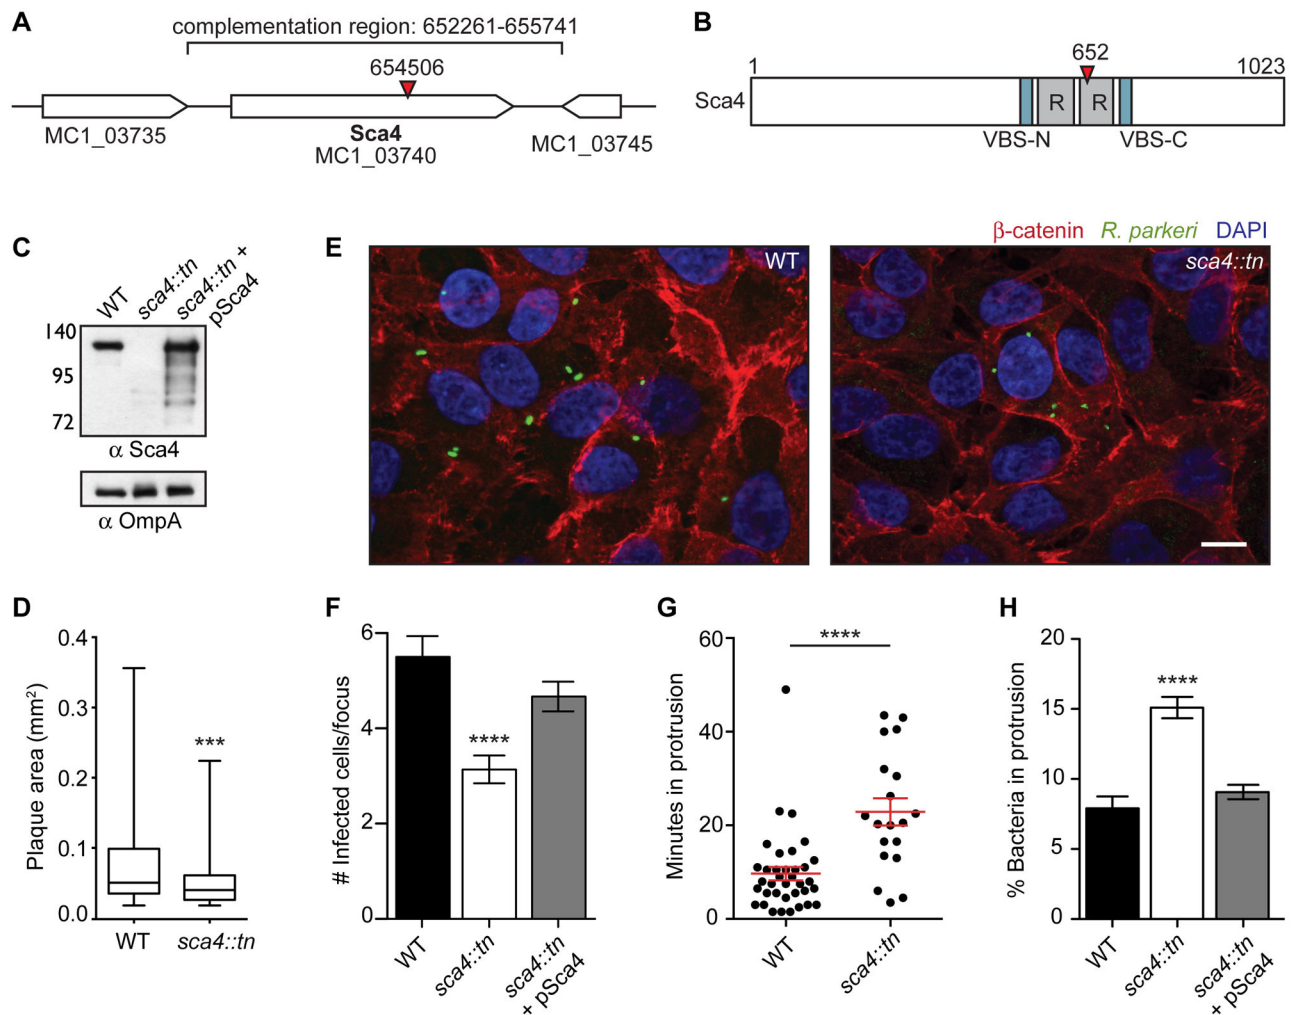 A
complementation region: 652261-655741
654506
MC1_03735
Sca4
MC1_03740
MC1_03745
B
652
1
1023
Sca4
R
R
VBS-N
VBS-C
C
WT
sca4::tn
sca4::tn +
pSca4
140
95
72
α Sca4
α OmpA
E
β-catenin R. parkeri DAPI
WT
sca4::tn
D
Plaque area (mm²)
0.4
0.3
0.2
0.1
0.0
***
WT
sca4::tn
F
# Infected cells/focus
6
4
2
0
****
WT
sca4::tn
sca4::tn
+ pSca4
G
Minutes in protrusion
60
40
20
0
****
WT
sca4::tn
H
% Bacteria in protrusion
20
15
10
5
0
****
WT
sca4::tn
sca4::tn
+ pSca4